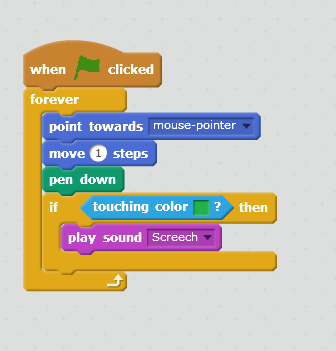 when clicked
forever
point towards mouse-pointer
move 1 steps
pen down
if touching color ? then
play sound Screech